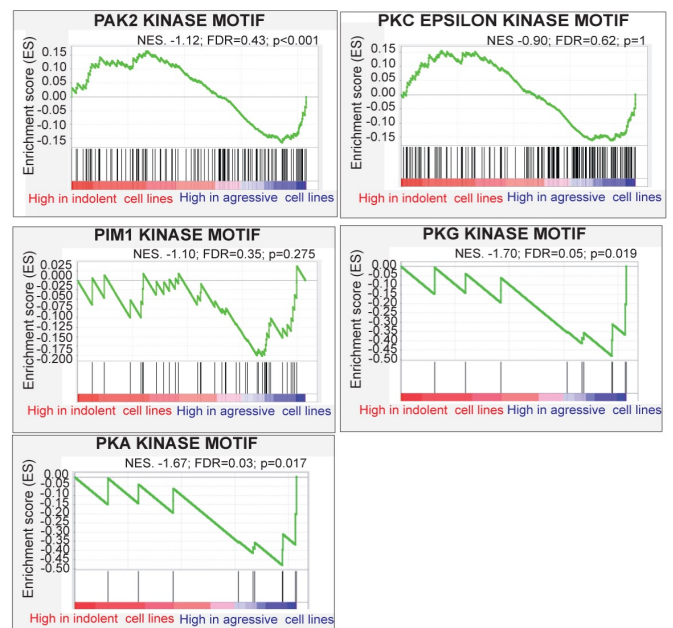 PAK2 KINASE MOTIF
NES. -1.12; FDR=0.43; p<0.001
Enrichment score (ES)
0.15
0.10
0.05
0.00
-0.05
-0.10
-0.15
High in indolent cell lines High in agressive cell lines
PKC EPSILON KINASE MOTIF
NES -0.90; FDR=0.62; p=1
Enrichment score (ES)
0.15
0.10
0.05
0.00
-0.05
-0.10
-0.15
High in indolent cell lines High in agressive cell lines
PIM1 KINASE MOTIF
NES. -1.10; FDR=0.35; p=0.275
Enrichment score (ES)
0.025
0.00
-0.025
-0.050
-0.075
-0.100
-0.125
-0.150
-0.175
-0.200
High in indolent cell lines High in agressive cell lines
PKG KINASE MOTIF
NES. -1.70; FDR=0.05; p=0.019
Enrichment score (ES)
0.00
-0.05
-0.10
-0.15
-0.20
-0.25
-0.30
-0.35
-0.40
-0.45
-0.50
High in indolent cell lines High in agressive cell lines
PKA KINASE MOTIF
NES. -1.67; FDR=0.03; p=0.017
Enrichment score (ES)
0.00
-0.05
-0.10
-0.15
-0.20
-0.25
-0.30
-0.35
-0.40
-0.45
-0.50
High in indolent cell lines High in agressive cell lines